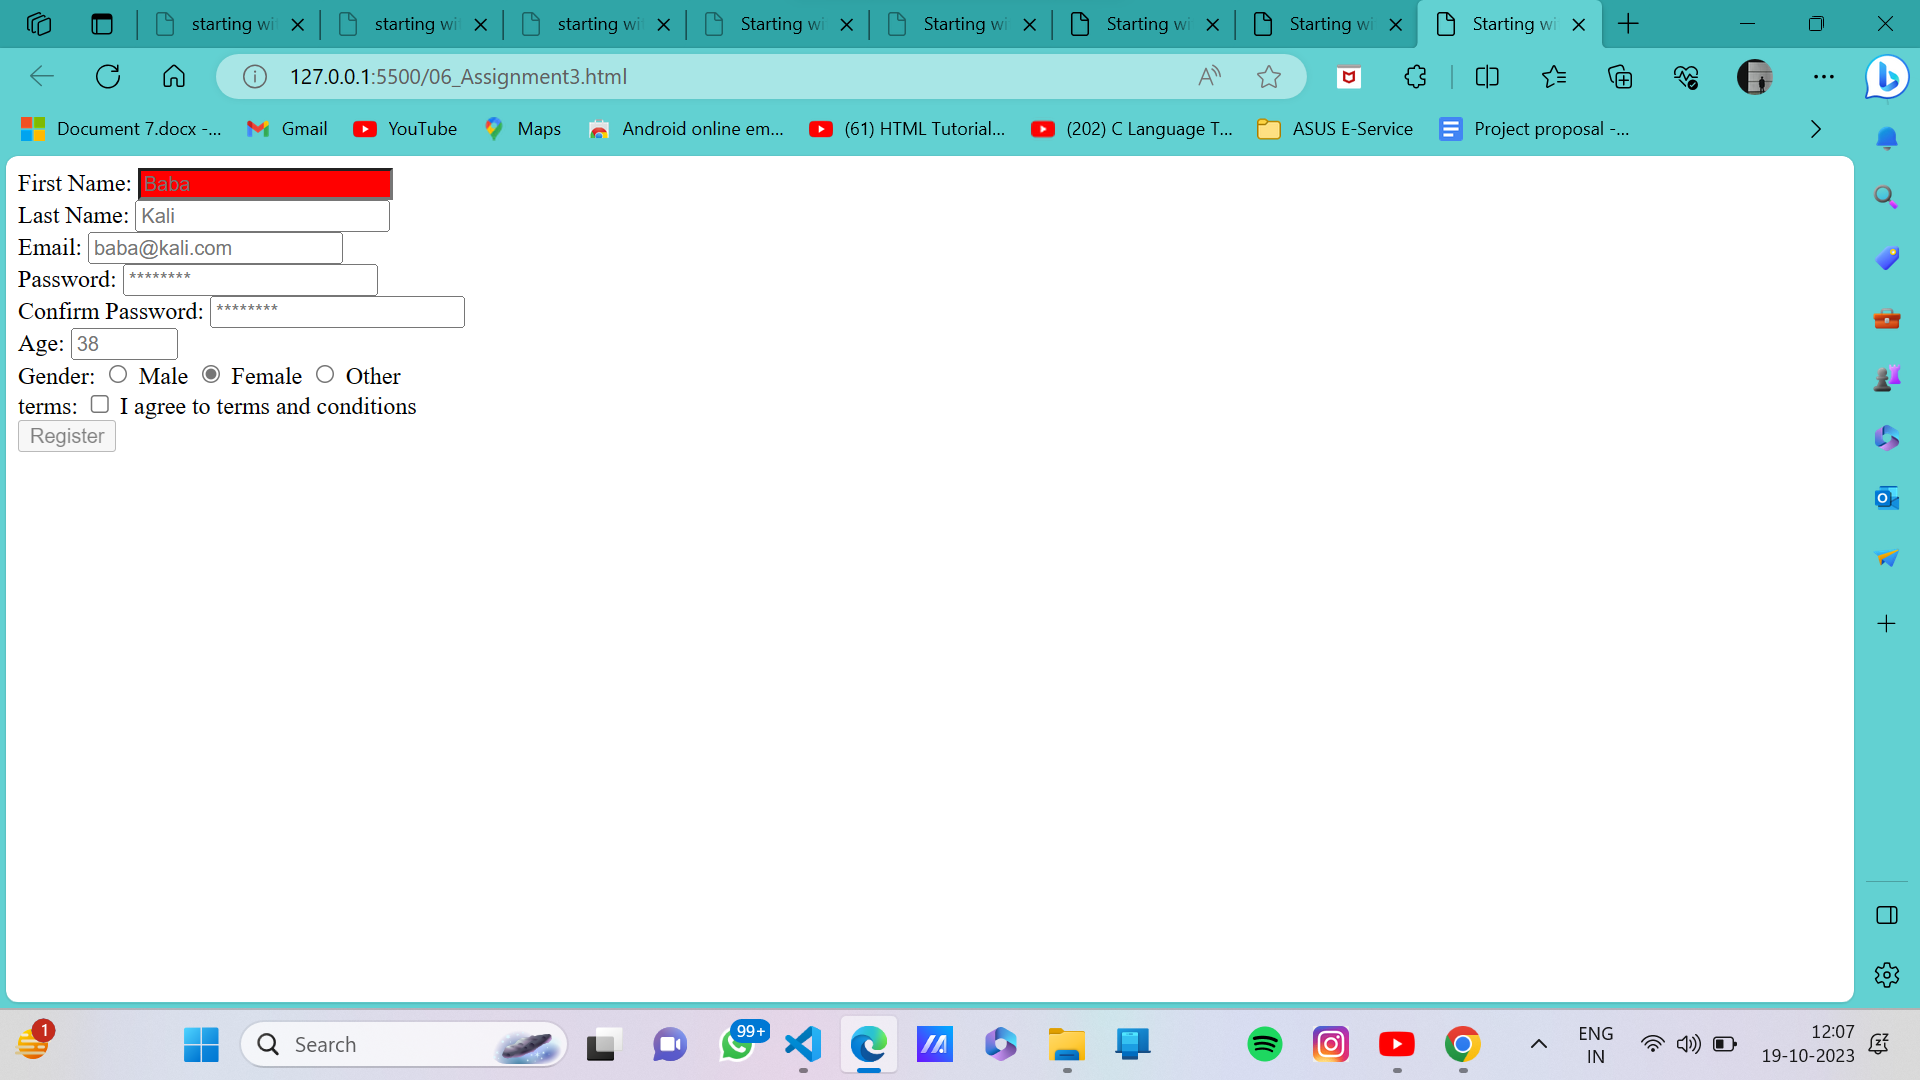 starting wi
starting wi
starting wi
Starting wi
Starting wi
Starting wi
Starting wi
Starting wi
127.0.0.1:5500/06_Assignment3.html
Document 7.docx -...
Gmail
YouTube
Maps
Android online em...
(61) HTML Tutorial...
(202) C Language T...
ASUS E-Service
Project proposal -...
First Name: Baba
Last Name: Kali
Email: baba@kali.com
Password: ********
Confirm Password: ********
Age: 38
Gender: Male Female Other
terms: I agree to terms and conditions
Register
1
Search
99+
ENG
IN
12:07
19-10-2023